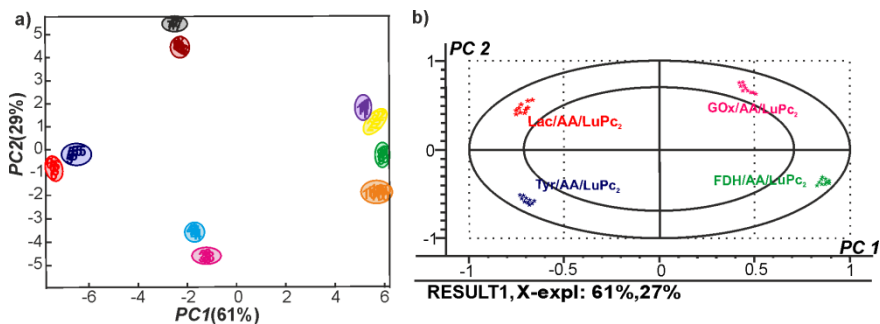 a)
5
4
3
2
1
0
-1
-2
-3
-4
-5
PC2(29%)
-6 -4 -2 0 2 4 6
PC1(61%)
b)
PC 2
1
0
-1
Lac/AA/LuPc₂
GOx/AA/LuPc₂
Tyr/AA/LuPc₂
FDH/AA/LuPc₂
PC 1
-1 -0.5 0 0.5 1
RESULT1,X-expl: 61%,27%